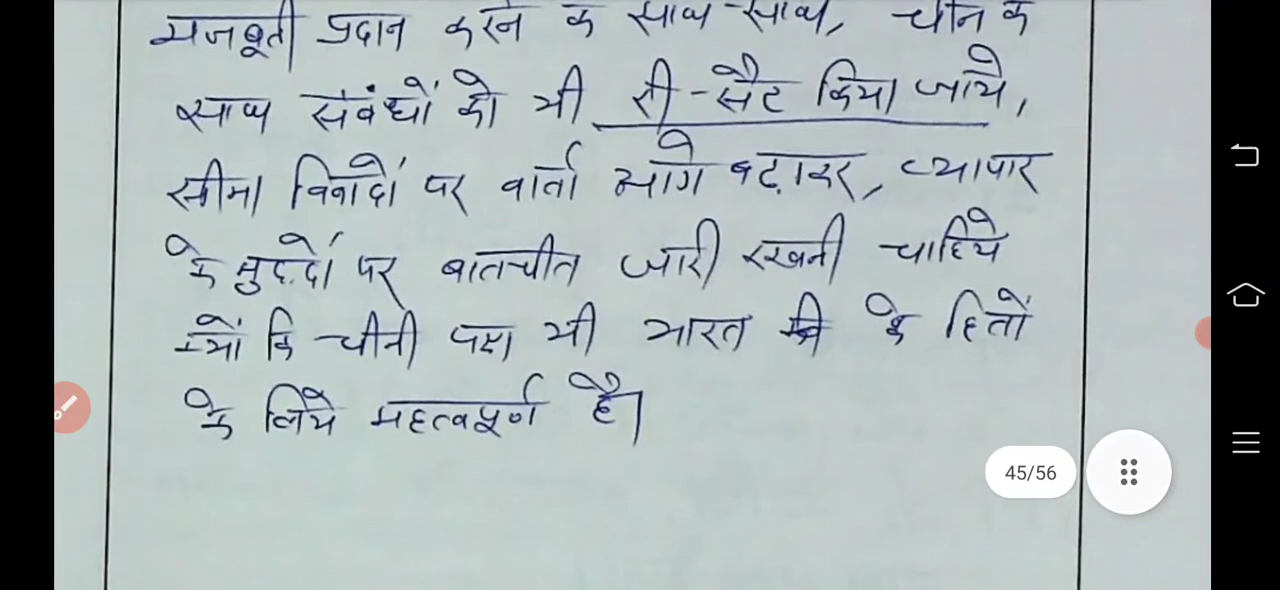 मजबूती प्रदान करने के साथ-साथ, चीन के
साथ संबंधों को भी री-सैट किया जाये,
सीमा विवादों पर वार्ता आगे बढ़ाकर, व्यापार
के मुद्दों पर बातचीत जारी रखनी चाहिये
क्यों कि चीनी पक्ष भी भारत के हितों
के लिये महत्वपूर्ण है।
45/56